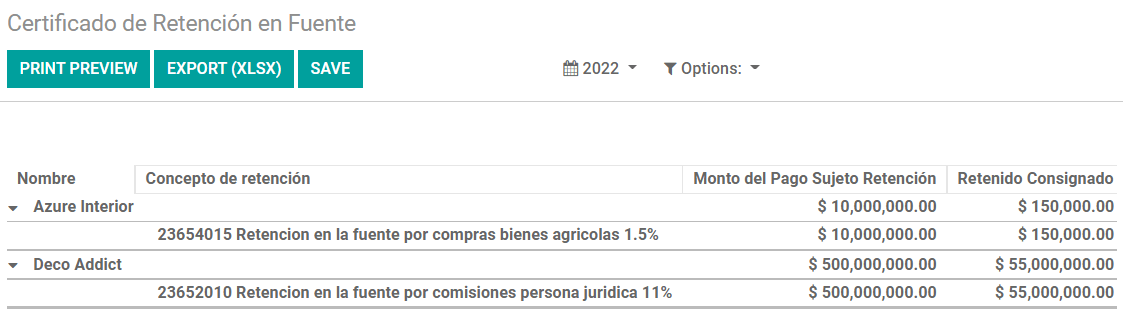 Certificado de Retención en Fuente
PRINT PREVIEW EXPORT (XLSX) SAVE 2022 Options:
Nombre Concepto de retención Monto del Pago Sujeto Retención Retenido Consignado
Azure Interior $ 10,000,000.00 $ 150,000.00
23654015 Retencion en la fuente por compras bienes agricolas 1.5% $ 10,000,000.00 $ 150,000.00
Deco Addict $ 500,000,000.00 $ 55,000,000.00
23652010 Retencion en la fuente por comisiones persona juridica 11% $ 500,000,000.00 $ 55,000,000.00